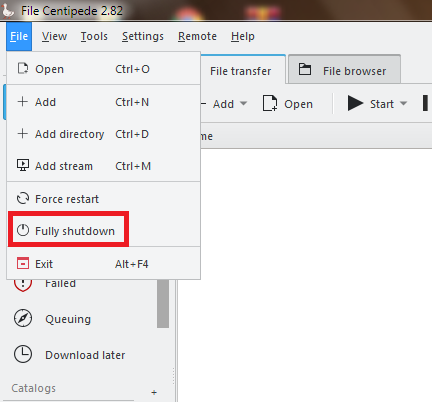 File Centipede 2.82
File View Tools Settings Remote Help
Open Ctrl+O
Add Ctrl+N
Add directory Ctrl+D
Add stream Ctrl+M
Force restart
Fully shutdown
Exit Alt+F4
File transfer File browser
Add Open Start
Failed
Queuing
Download later
Catalogs +